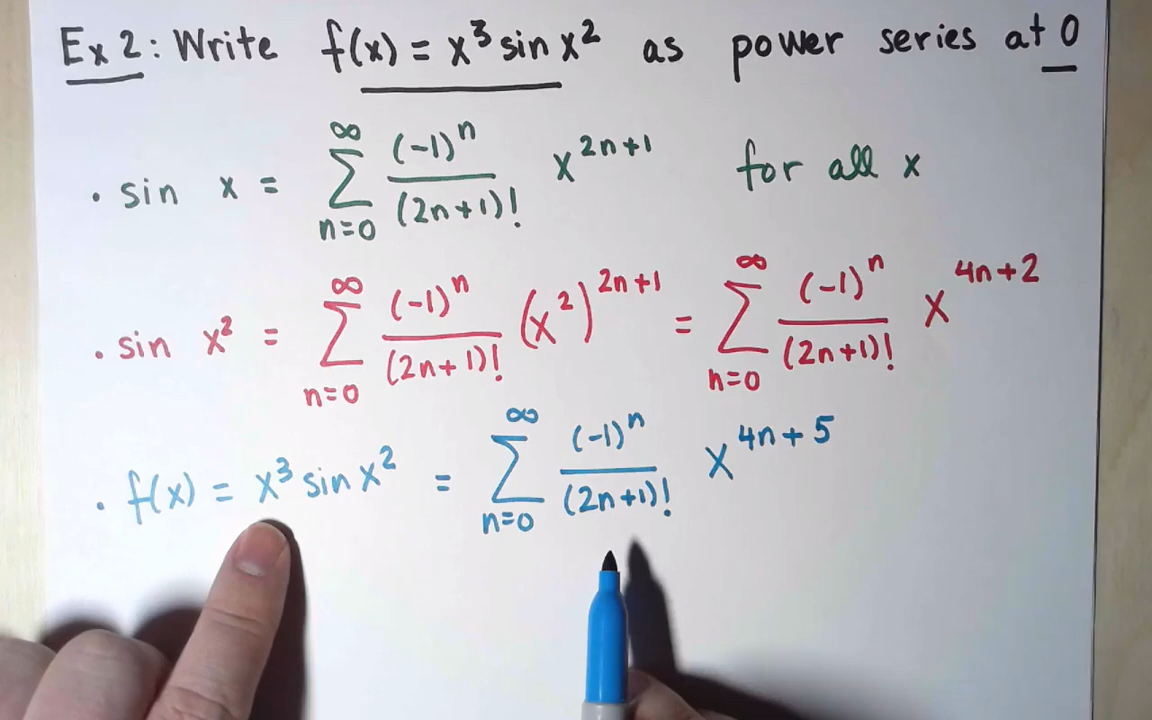 Ex 2: Write f(x) = x³ sin x² as power series at 0
• sin x = ∑_{n=0}^{∞} (-1)^n/(2n+1)! x^{2n+1} for all x
• sin x² = ∑_{n=0}^{∞} (-1)^n/(2n+1)! (x²)^{2n+1} = ∑_{n=0}^{∞} (-1)^n/(2n+1)! x^{4n+2}
• f(x) = x³ sin x² = ∑_{n=0}^{∞} (-1)^n/(2n+1)! x^{4n+5}